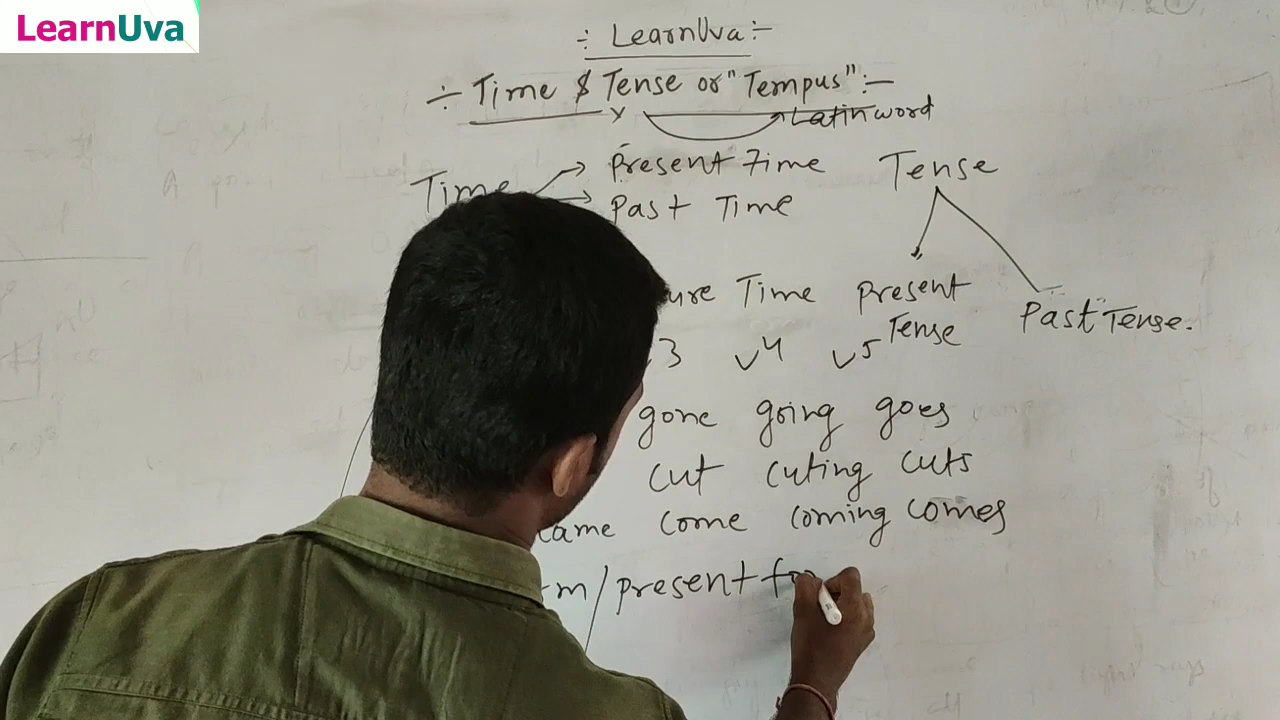 LearnUva
÷ LearnUva ÷
÷ Time & Tense or "Tempus" :-
Latin word
Time Present Time Tense
Past Time
ure Time Present
Tense
Past Tense.
3 v4 v5
gone going goes
cut cuting cuts
came come coming comes
m/present fo